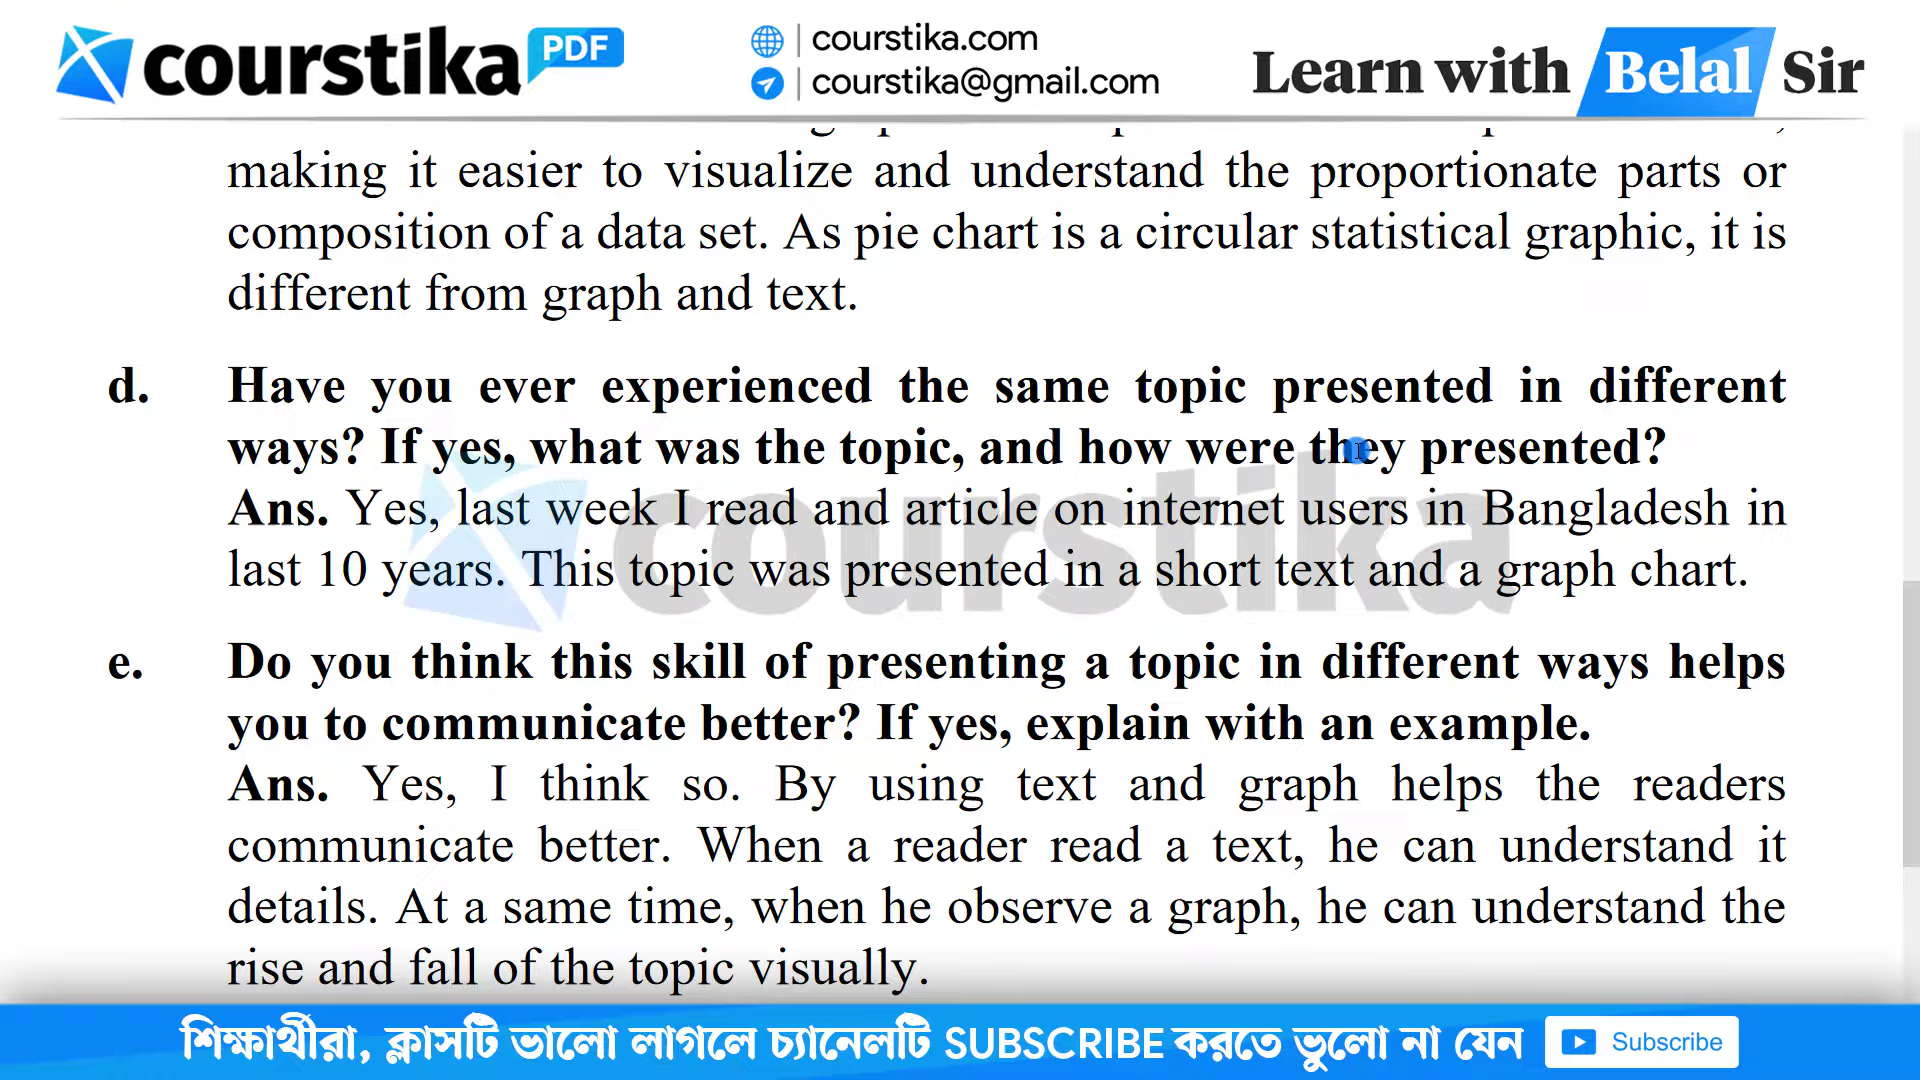 courstika PDF
courstika.com
courstika@gmail.com
Learn with Belal Sir
making it easier to visualize and understand the proportionate parts or
composition of a data set. As pie chart is a circular statistical graphic, it is
different from graph and text.
d. Have you ever experienced the same topic presented in different
ways? If yes, what was the topic, and how were they presented?
Ans. Yes, last week I read and article on internet users in Bangladesh in
last 10 years. This topic was presented in a short text and a graph chart.
courstika
e. Do you think this skill of presenting a topic in different ways helps
you to communicate better? If yes, explain with an example.
Ans. Yes, I think so. By using text and graph helps the readers
communicate better. When a reader read a text, he can understand it
details. At a same time, when he observe a graph, he can understand the
rise and fall of the topic visually.
শিক্ষার্থীরা, ক্লাসটি ভালো লাগলে চ্যানেলটি SUBSCRIBE করতে ভুলো না যেন
Subscribe